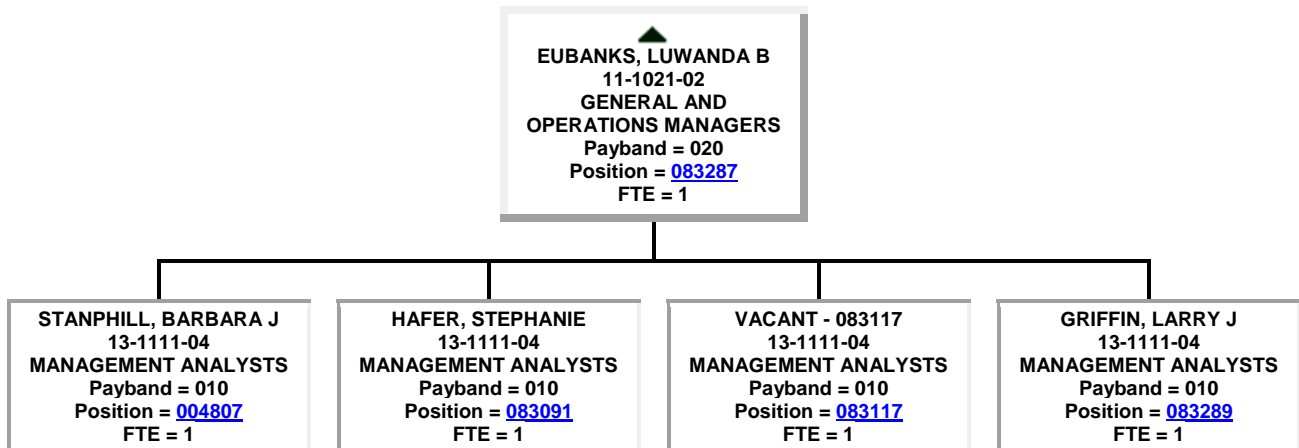 EUBANKS, LUWANDA B
11-1021-02
GENERAL AND
OPERATIONS MANAGERS
Payband = 020
Position = 083287
FTE = 1
STANPHILL, BARBARA J
13-1111-04
MANAGEMENT ANALYSTS
Payband = 010
Position = 004807
FTE = 1
HAFER, STEPHANIE
13-1111-04
MANAGEMENT ANALYSTS
Payband = 010
Position = 083091
FTE = 1
VACANT - 083117
13-1111-04
MANAGEMENT ANALYSTS
Payband = 010
Position = 083117
FTE = 1
GRIFFIN, LARRY J
13-1111-04
MANAGEMENT ANALYSTS
Payband = 010
Position = 083289
FTE = 1